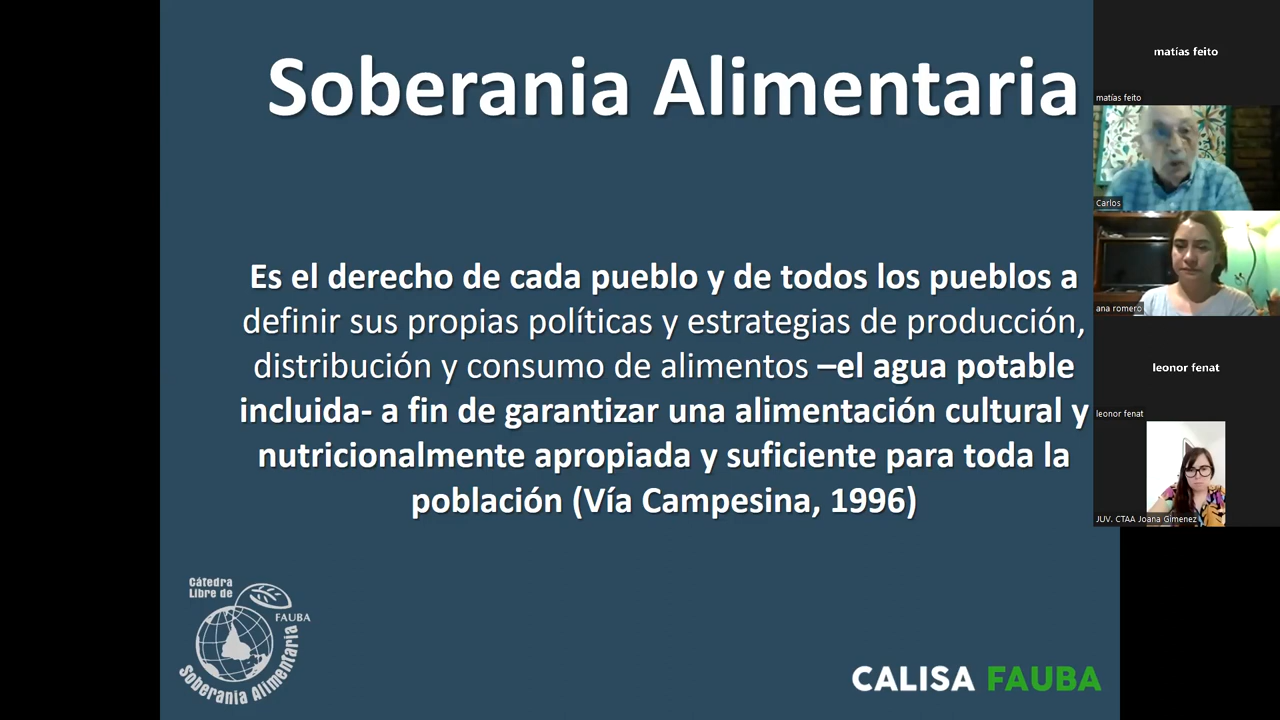 Soberania Alimentaria
Es el derecho de cada pueblo y de todos los pueblos a
definir sus propias políticas y estrategias de producción,
distribución y consumo de alimentos –el agua potable
incluida- a fin de garantizar una alimentación cultural y
nutricionalmente apropiada y suficiente para toda la
población (Vía Campesina, 1996)
Cátedra
Libre de
FAUBA
Soberanía Alimentaria
CALISA FAUBA
matías feito
matías feito
Carlos
ana romero
leonor fenat
leonor fenat
JUV. CTAA Joana Gimenez